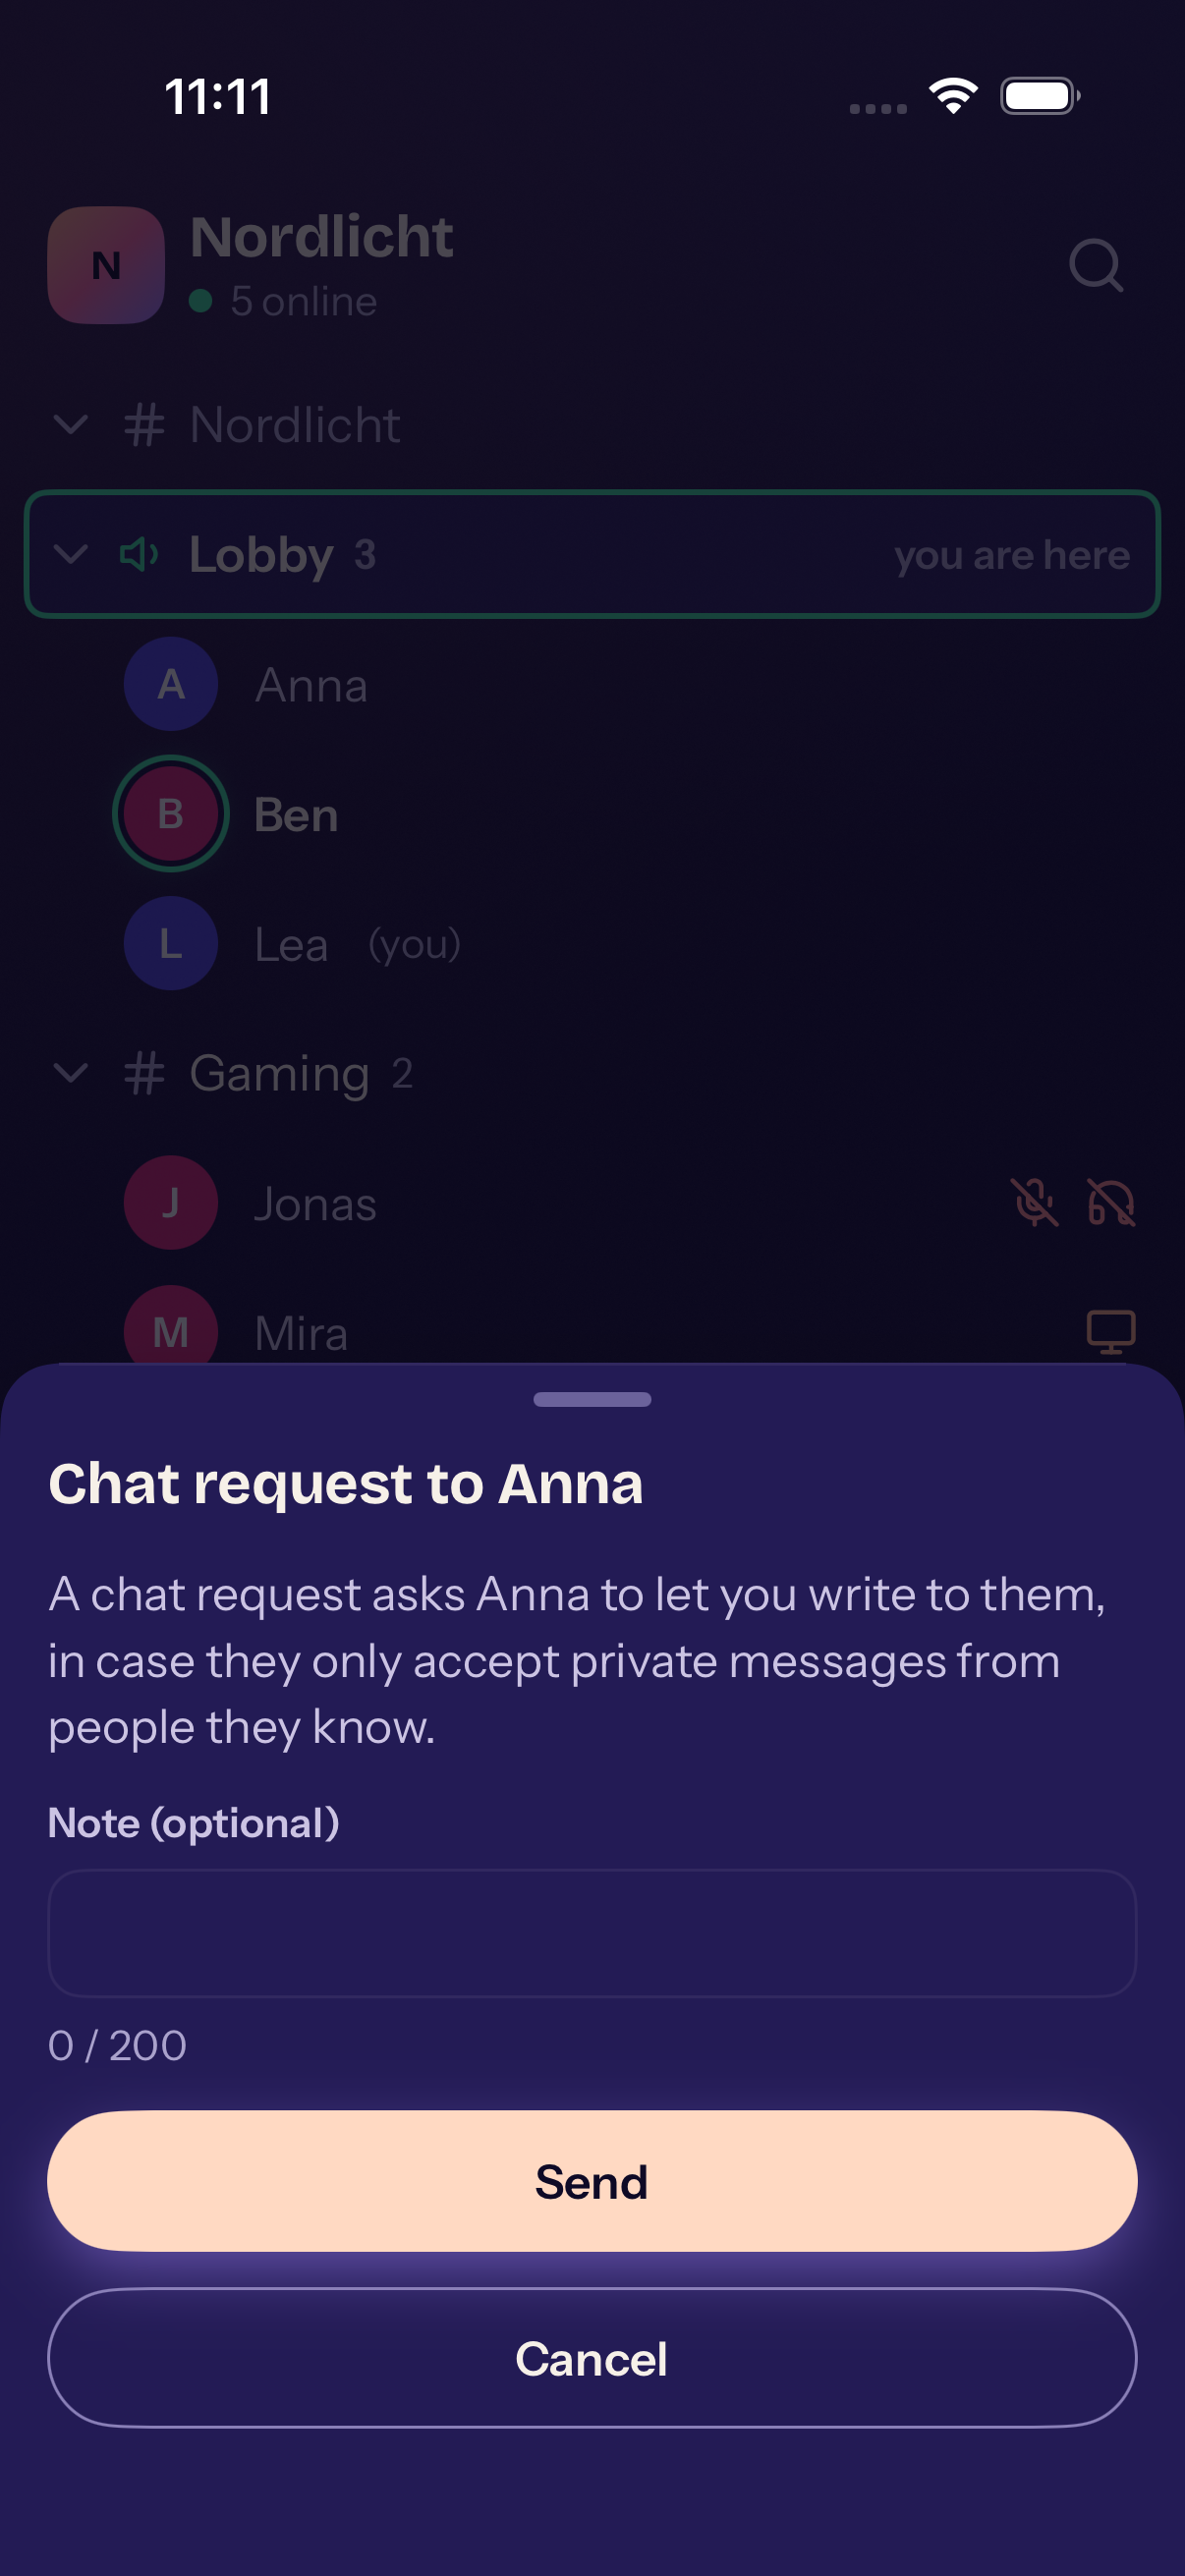 11:11
N
Nordlicht
5 online
# Nordlicht
Lobby 3 you are here
A Anna
B Ben
L Lea (you)
# Gaming 2
J Jonas
M Mira
Chat request to Anna
A chat request asks Anna to let you write to them,
in case they only accept private messages from
people they know.
Note (optional)
0 / 200
Send
Cancel